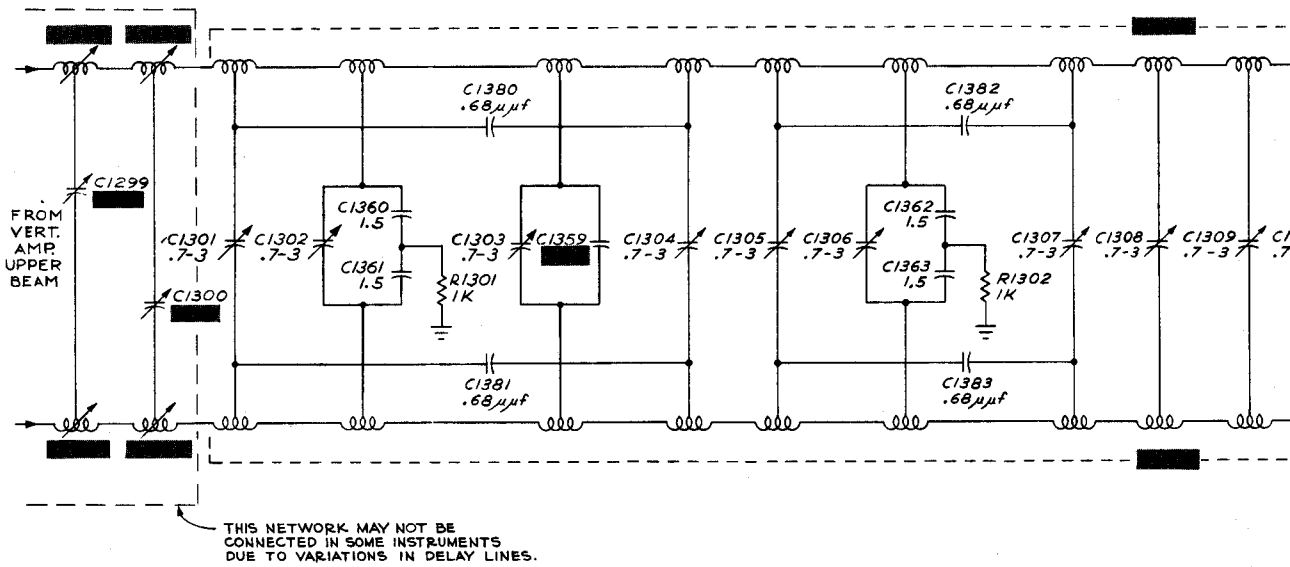 C1380
.68µµf
C1382
.68µµf
C1299
FROM
VERT.
AMP.
UPPER
BEAM
C1301
.7-3
C1302
.7-3
C1360
1.5
C1361
1.5
R1301
1K
C1303
.7-3
C1359
C1304
.7-3
C1305
.7-3
C1306
.7-3
C1362
1.5
C1363
1.5
R1302
1K
C1307
.7-3
C1308
.7-3
C1309
.7-3
C1300
C1381
.68µµf
C1383
.68µµf
THIS NETWORK MAY NOT BE
CONNECTED IN SOME INSTRUMENTS
DUE TO VARIATIONS IN DELAY LINES.